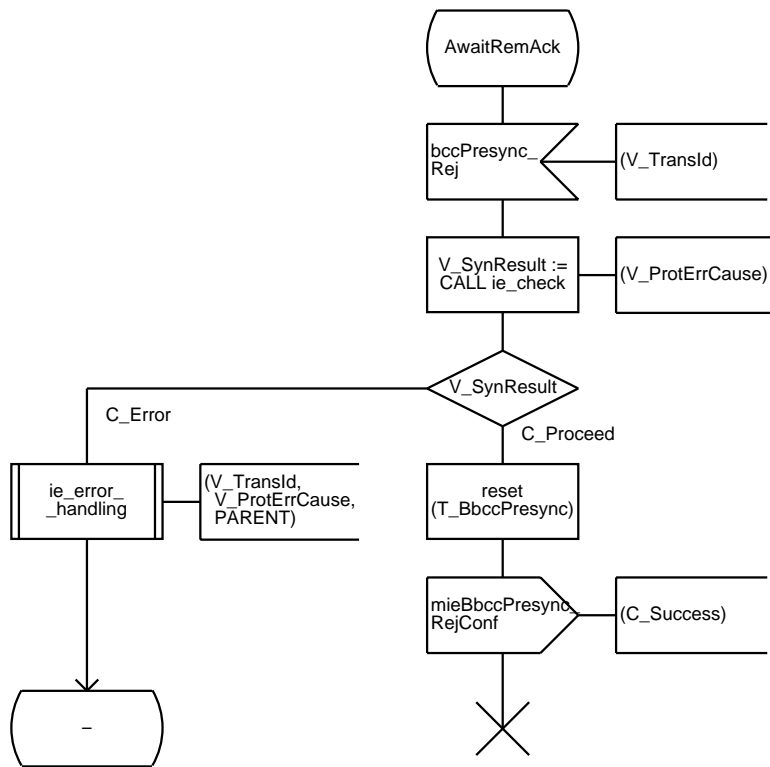 AwaitRemAck
bccPresync_
Rej
(V_TransId)
V_SynResult :=
CALL ie_check
(V_ProtErrCause)
V_SynResult
C_Error
C_Proceed
ie_error_
_handling
(V_TransId,
V_ProtErrCause,
PARENT)
reset
(T_BbccPresync)
mieBbccPresync_
RejConf
(C_Success)
–